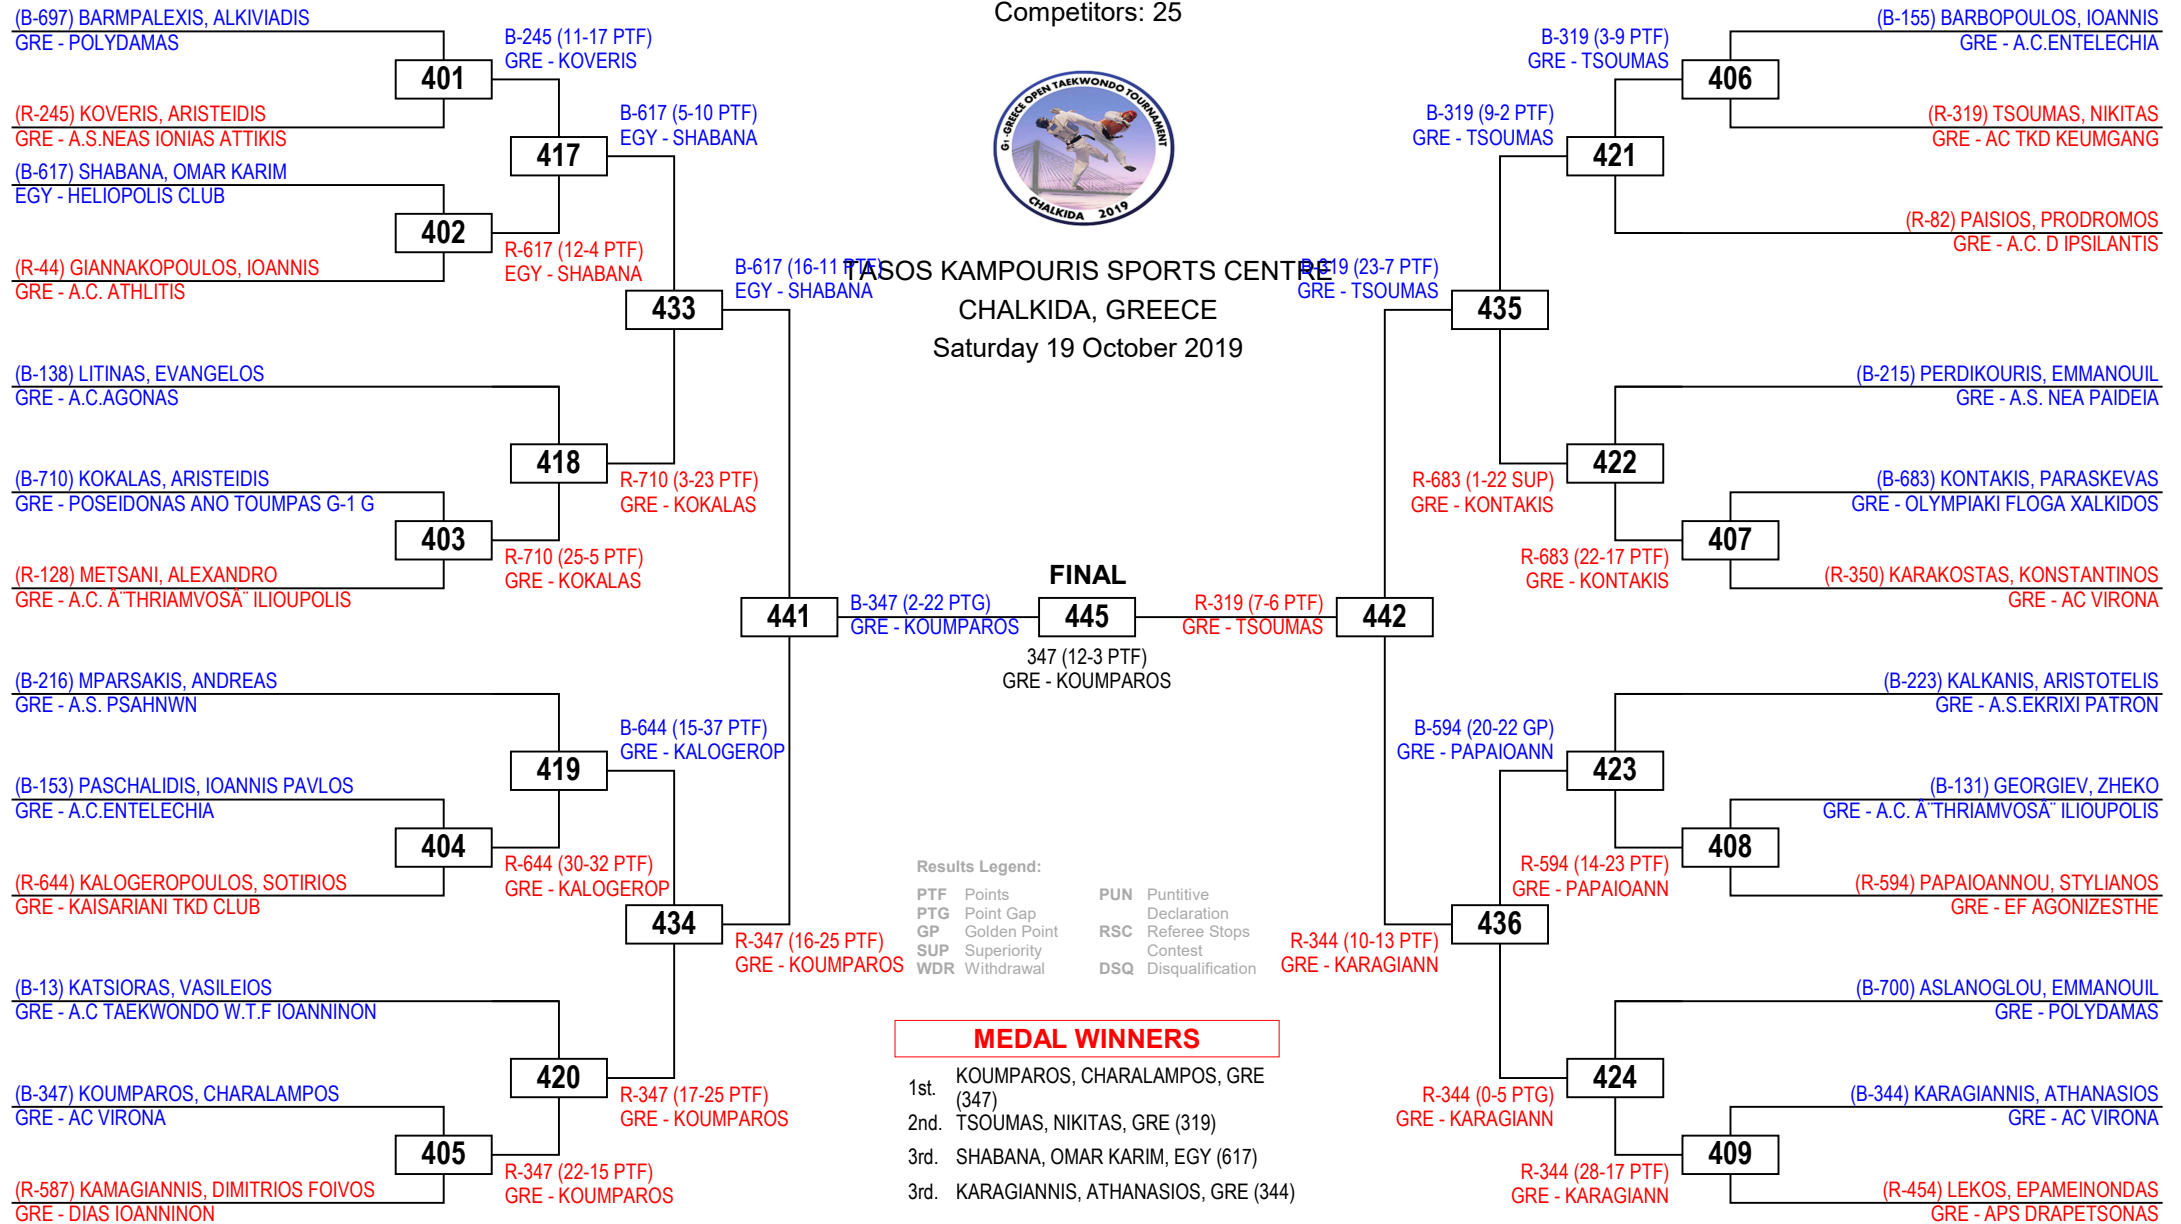 Competitors: 25
G1 -GREECE OPEN TAEKWONDO TOURNAMENT
CHALKIDA 2019
TASOS KAMPOURIS SPORTS CENTRE
CHALKIDA, GREECE
Saturday 19 October 2019
(B-697) BARMPALEXIS, ALKIVIADIS
GRE - POLYDAMAS
401
(R-245) KOVERIS, ARISTEIDIS
GRE - A.S.NEAS IONIAS ATTIKIS
B-245 (11-17 PTF)
GRE - KOVERIS
(B-617) SHABANA, OMAR KARIM
EGY - HELIOPOLIS CLUB
402
(R-44) GIANNAKOPOULOS, IOANNIS
GRE - A.C. ATHLITIS
R-617 (12-4 PTF)
EGY - SHABANA
417
B-617 (5-10 PTF)
EGY - SHABANA
433
B-617 (16-11 PTF)
EGY - SHABANA
(B-138) LITINAS, EVANGELOS
GRE - A.C.AGONAS
418
(B-710) KOKALAS, ARISTEIDIS
GRE - POSEIDONAS ANO TOUMPAS G-1 G
403
(R-128) METSANI, ALEXANDRO
GRE - A.C. Â¨THRIAMVOSÂ¨ ILIOUPOLIS
R-710 (25-5 PTF)
GRE - KOKALAS
R-710 (3-23 PTF)
GRE - KOKALAS
441
B-347 (2-22 PTG)
GRE - KOUMPAROS
(B-216) MPARSAKIS, ANDREAS
GRE - A.S. PSAHNWN
419
(B-153) PASCHALIDIS, IOANNIS PAVLOS
GRE - A.C.ENTELECHIA
404
(R-644) KALOGEROPOULOS, SOTIRIOS
GRE - KAISARIANI TKD CLUB
R-644 (30-32 PTF)
GRE - KALOGEROP
B-644 (15-37 PTF)
GRE - KALOGEROP
434
R-347 (16-25 PTF)
GRE - KOUMPAROS
(B-13) KATSIORAS, VASILEIOS
GRE - A.C TAEKWONDO W.T.F IOANNINON
420
(B-347) KOUMPAROS, CHARALAMPOS
GRE - AC VIRONA
405
(R-587) KAMAGIANNIS, DIMITRIOS FOIVOS
GRE - DIAS IOANNINON
R-347 (22-15 PTF)
GRE - KOUMPAROS
R-347 (17-25 PTF)
GRE - KOUMPAROS
FINAL
445
347 (12-3 PTF)
GRE - KOUMPAROS
(B-155) BARBOPOULOS, IOANNIS
GRE - A.C.ENTELECHIA
406
(R-319) TSOUMAS, NIKITAS
GRE - AC TKD KEUMGANG
B-319 (3-9 PTF)
GRE - TSOUMAS
421
(R-82) PAISIOS, PRODROMOS
GRE - A.C. D IPSILANTIS
B-319 (9-2 PTF)
GRE - TSOUMAS
435
B-319 (23-7 PTF)
GRE - TSOUMAS
(B-215) PERDIKOURIS, EMMANOUIL
GRE - A.S. NEA PAIDEIA
422
(B-683) KONTAKIS, PARASKEVAS
GRE - OLYMPIAKI FLOGA XALKIDOS
407
(R-350) KARAKOSTAS, KONSTANTINOS
GRE - AC VIRONA
R-683 (22-17 PTF)
GRE - KONTAKIS
R-683 (1-22 SUP)
GRE - KONTAKIS
442
R-319 (7-6 PTF)
GRE - TSOUMAS
(B-223) KALKANIS, ARISTOTELIS
GRE - A.S.EKRIXI PATRON
423
(B-131) GEORGIEV, ZHEKO
GRE - A.C. Â¨THRIAMVOSÂ¨ ILIOUPOLIS
408
(R-594) PAPAIOANNOU, STYLIANOS
GRE - EF AGONIZESTHE
R-594 (14-23 PTF)
GRE - PAPAIOANN
B-594 (20-22 GP)
GRE - PAPAIOANN
436
R-344 (10-13 PTF)
GRE - KARAGIANN
(B-700) ASLANOGLOU, EMMANOUIL
GRE - POLYDAMAS
424
(B-344) KARAGIANNIS, ATHANASIOS
GRE - AC VIRONA
409
(R-454) LEKOS, EPAMEINONDAS
GRE - APS DRAPETSONAS
R-344 (28-17 PTF)
GRE - KARAGIANN
R-344 (0-5 PTG)
GRE - KARAGIANN
Results Legend:
PTF Points
PTG Point Gap
GP Golden Point
SUP Superiority
WDR Withdrawal
PUN Puntitive
Declaration
RSC Referee Stops
Contest
DSQ Disqualification
MEDAL WINNERS
1st. KOUMPAROS, CHARALAMPOS, GRE
(347)
2nd. TSOUMAS, NIKITAS, GRE (319)
3rd. SHABANA, OMAR KARIM, EGY (617)
3rd. KARAGIANNIS, ATHANASIOS, GRE (344)